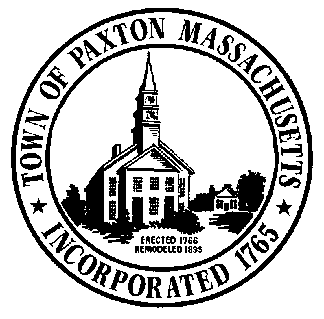 TOWN OF PAXTON MASSACHUSETTS
ERECTED 1766
REMODELED 1835
INCORPORATED 1765